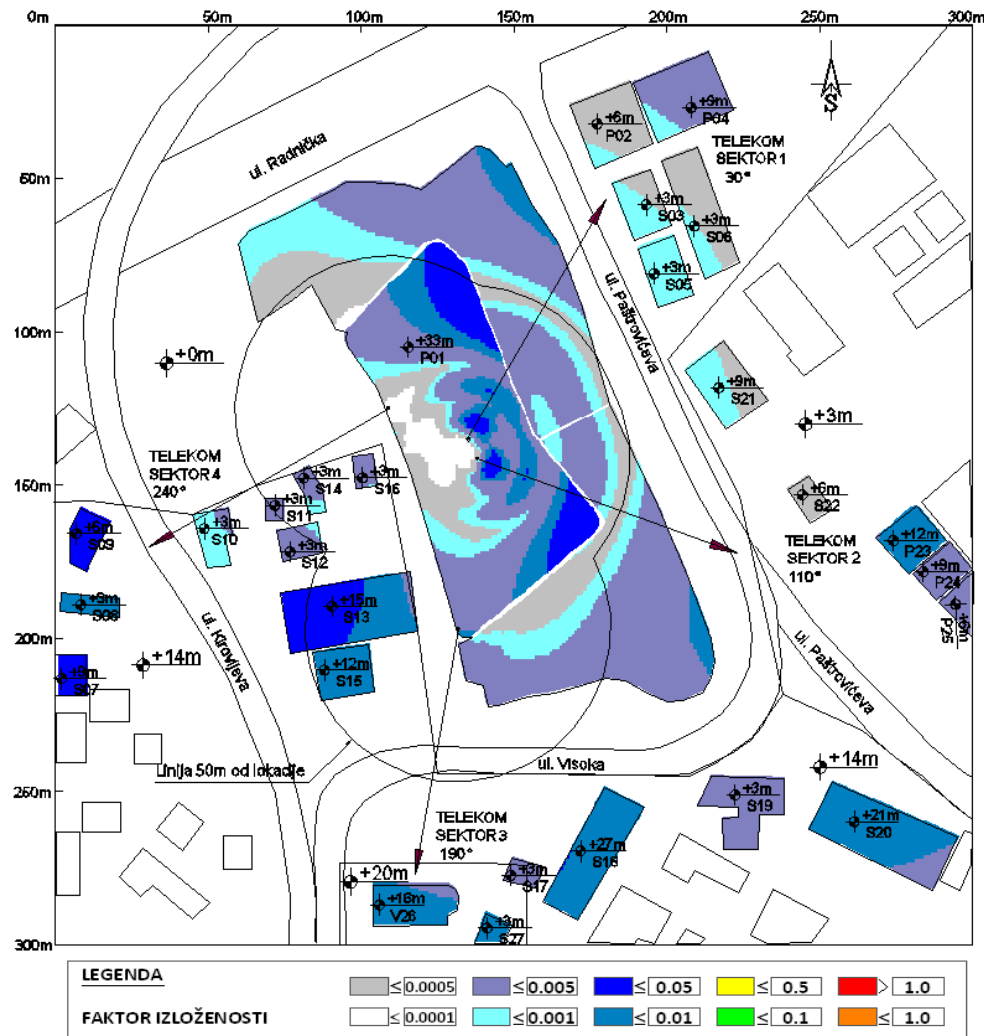 0m
50m
100m
150m
200m
250m
300m
50m
100m
150m
200m
250m
300m
S
ul. Radnička
+6m
P02
+9m
P04
TELEKOM
SEKTOR 1
30°
+3m
S03
+3m
S06
+3m
S05
ul. Paštrovićeva
+33m
P01
+0m
+9m
S21
+3m
TELEKOM
SEKTOR 4
240°
+3m
S14
+3m
S16
+3m
S11
+3m
S10
+3m
S12
+6m
S09
S08
S07
+15m
S13
+12m
S15
+14m
ul. Kirovljeva
+6m
S22
TELEKOM
SEKTOR 2
110°
+12m
P23
+9m
P24
P25
ul. Paštrovićeva
Linija 50m od lokacije
ul. Visoka
+14m
+3m
S19
+21m
S20
TELEKOM
SEKTOR 3
190°
+27m
+3m
S17
+20m
V26
+3m
S27
LEGENDA
≤ 0.0005 ≤ 0.005 ≤ 0.05 ≤ 0.5 > 1.0
FAKTOR IZLOŽENOSTI ≤ 0.0001 ≤ 0.001 ≤ 0.01 ≤ 0.1 ≤ 1.0